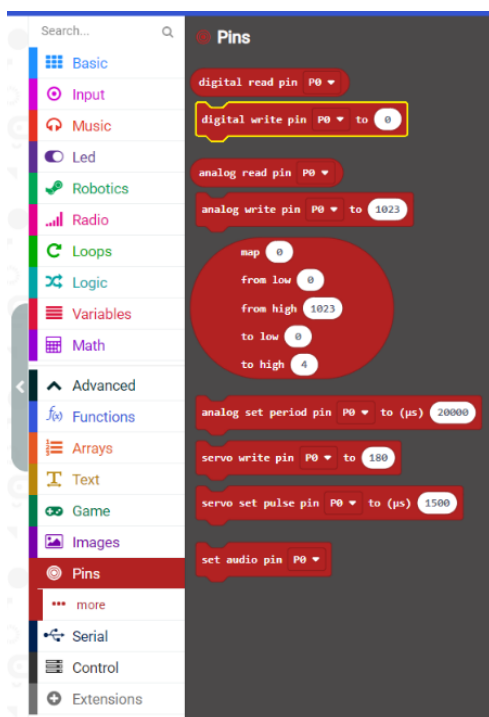 Search...
Basic
Input
Music
Led
Robotics
Radio
Loops
Logic
Variables
Math
Advanced
f(x) Functions
Arrays
Text
Game
Images
Pins
more
Serial
Control
Extensions
Pins
digital read pin P0
digital write pin P0 to 0
analog read pin P0
analog write pin P0 to 1023
map 0
from low 0
from high 1023
to low 0
to high 4
analog set period pin P0 to (µs) 20000
servo write pin P0 to 180
servo set pulse pin P0 to (µs) 1500
set audio pin P0